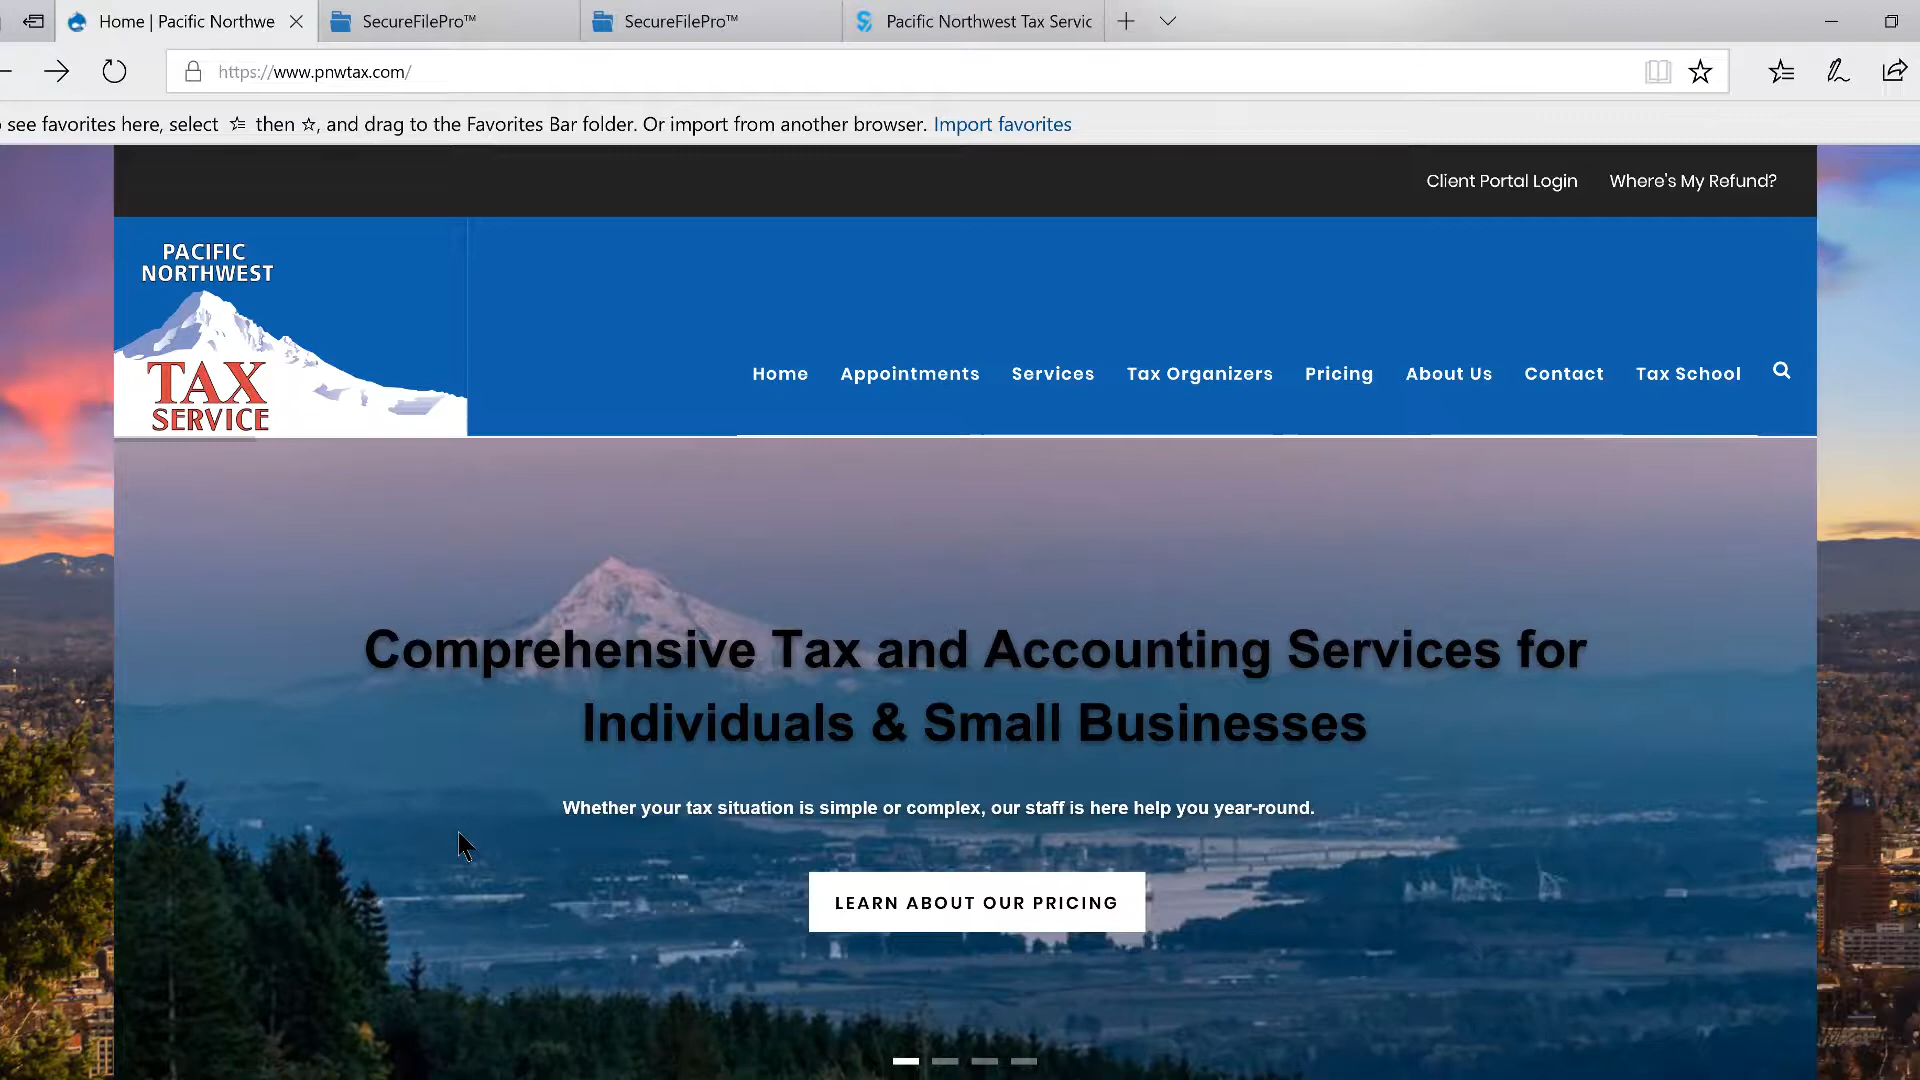 Home | Pacific Northwe
SecureFilePro™
SecureFilePro™
Pacific Northwest Tax Servic
https://www.pnwtax.com/
see favorites here, select then ☆, and drag to the Favorites Bar folder. Or import from another browser. Import favorites
Client Portal Login Where's My Refund?
PACIFIC
NORTHWEST
TAX
SERVICE
Home Appointments Services Tax Organizers Pricing About Us Contact Tax School
Comprehensive Tax and Accounting Services for
Individuals & Small Businesses
Whether your tax situation is simple or complex, our staff is here help you year-round.
LEARN ABOUT OUR PRICING